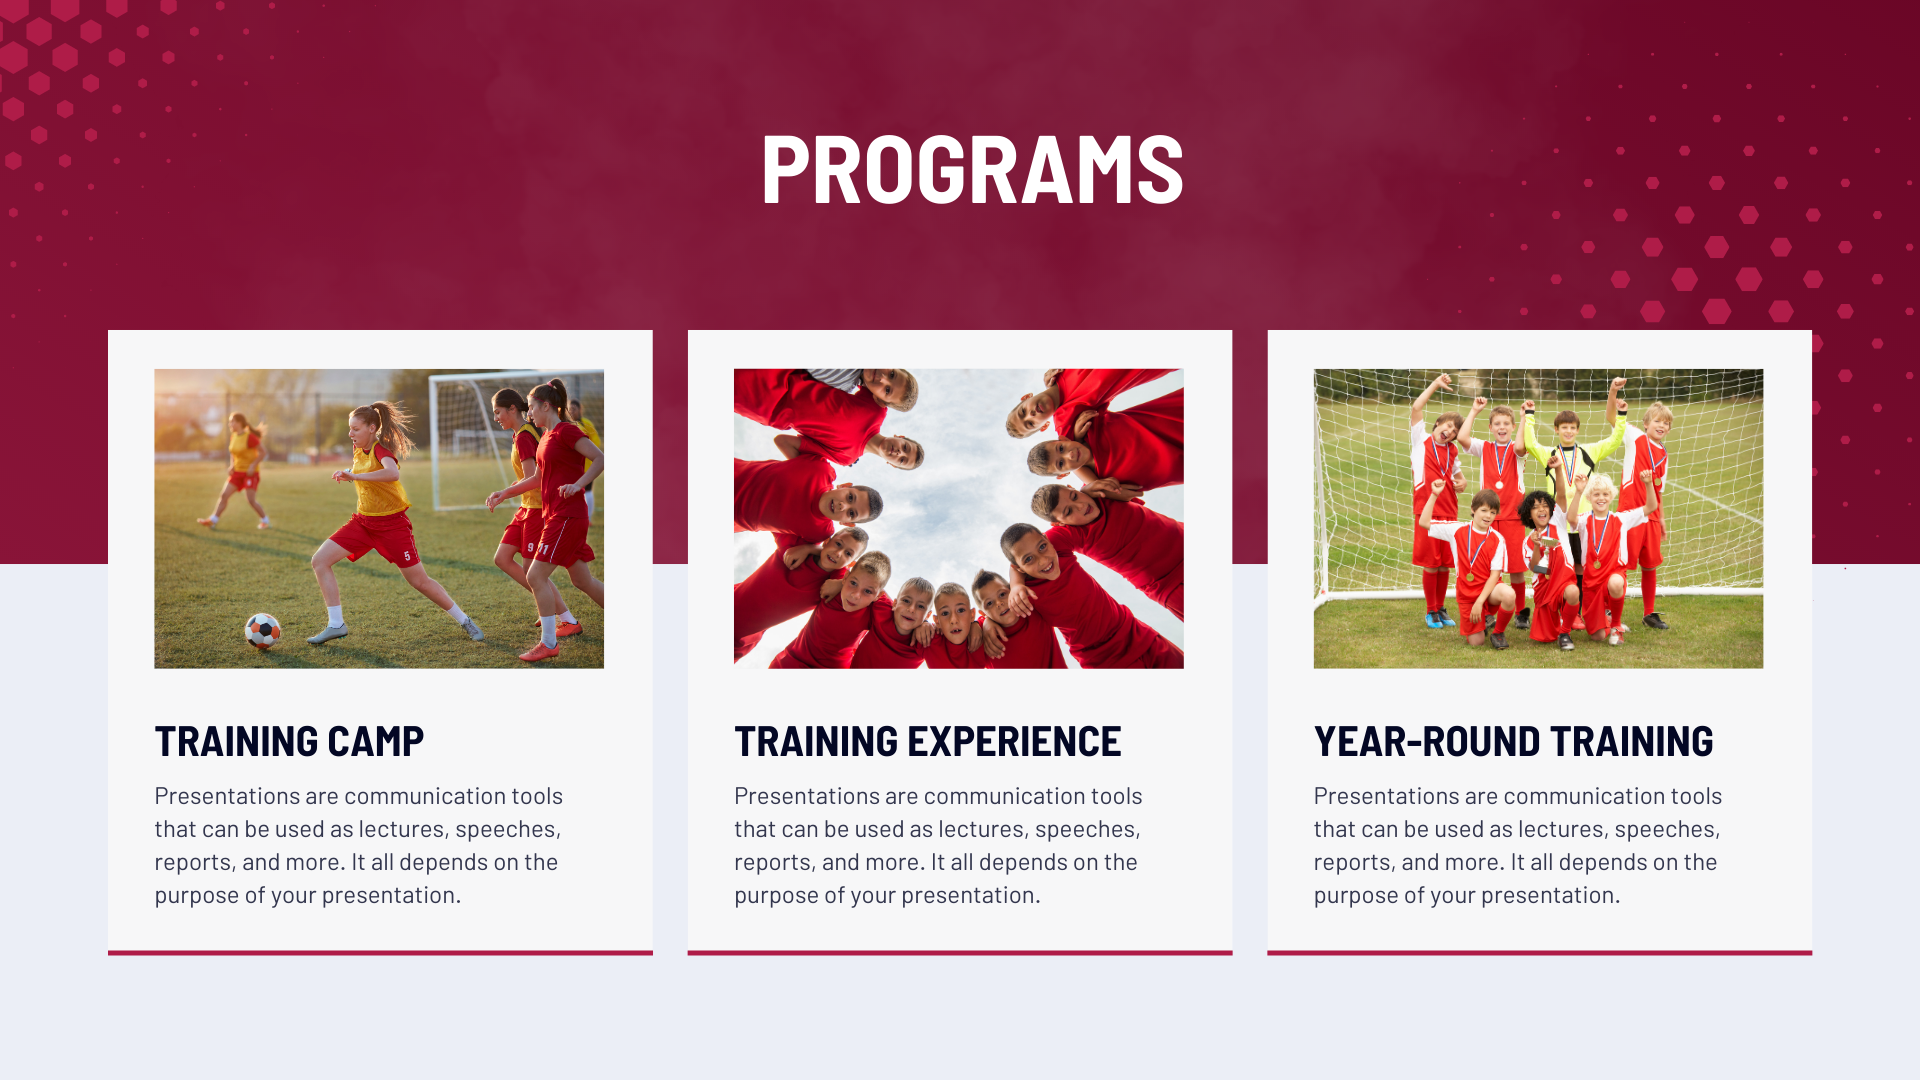 PROGRAMS
5
9
11
TRAINING CAMP
Presentations are communication tools
that can be used as lectures, speeches,
reports, and more. It all depends on the
purpose of your presentation.
TRAINING EXPERIENCE
Presentations are communication tools
that can be used as lectures, speeches,
reports, and more. It all depends on the
purpose of your presentation.
YEAR-ROUND TRAINING
Presentations are communication tools
that can be used as lectures, speeches,
reports, and more. It all depends on the
purpose of your presentation.